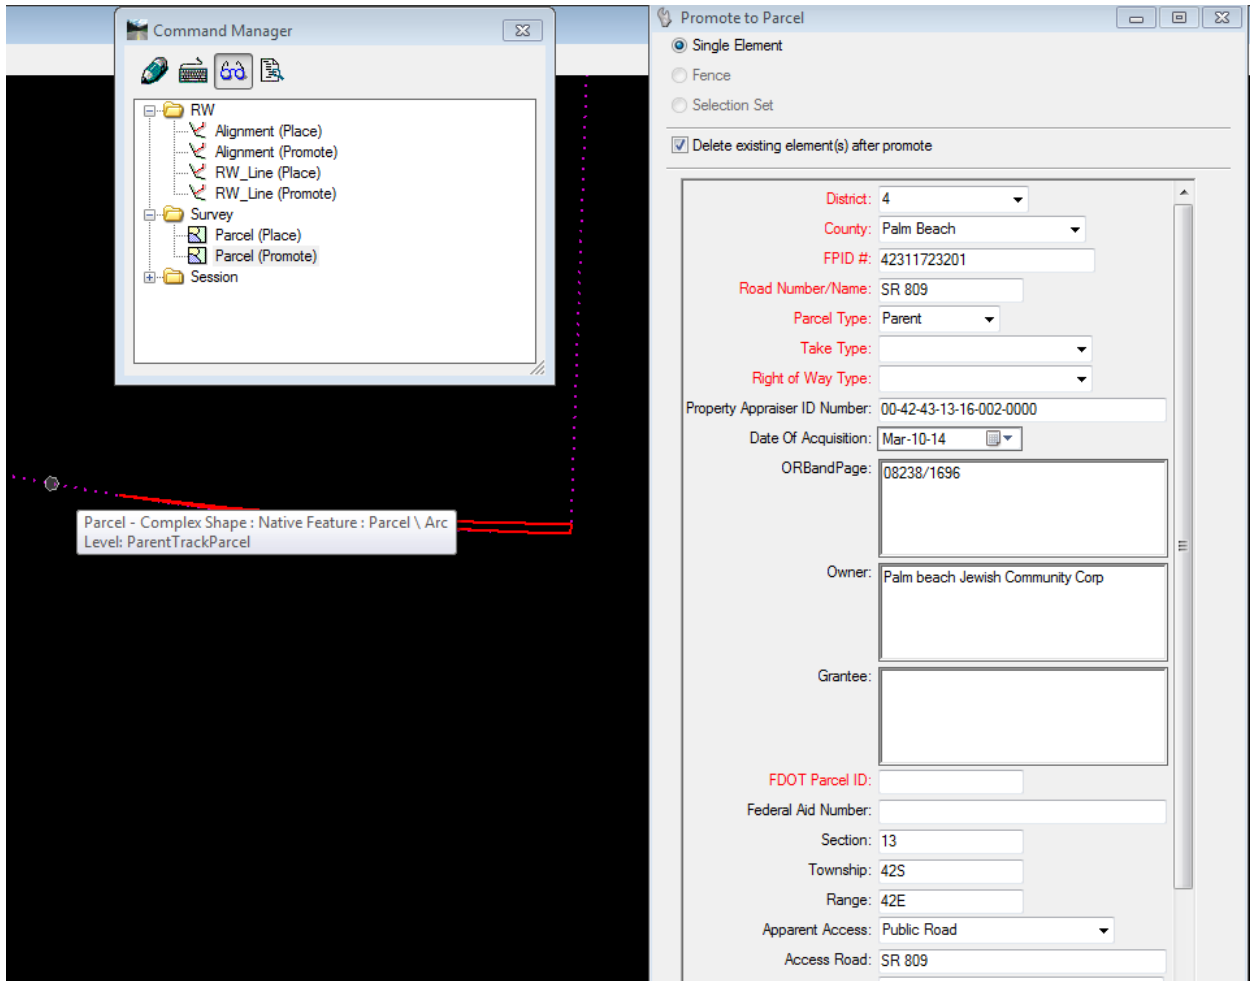 Command Manager
RW
Alignment (Place)
Alignment (Promote)
RW_Line (Place)
RW_Line (Promote)
Survey
Parcel (Place)
Parcel (Promote)
Session
Parcel - Complex Shape : Native Feature : Parcel \ Arc
Level: ParentTrackParcel
Promote to Parcel
Single Element
Fence
Selection Set
Delete existing element(s) after promote
District: 4
County: Palm Beach
FPID #: 42311723201
Road Number/Name: SR 809
Parcel Type: Parent
Take Type:
Right of Way Type:
Property Appraiser ID Number: 00-42-43-13-16-002-0000
Date Of Acquisition: Mar-10-14
ORBandPage: 08238/1696
Owner: Palm beach Jewish Community Corp
Grantee:
FDOT Parcel ID:
Federal Aid Number:
Section: 13
Township: 42S
Range: 42E
Apparent Access: Public Road
Access Road: SR 809